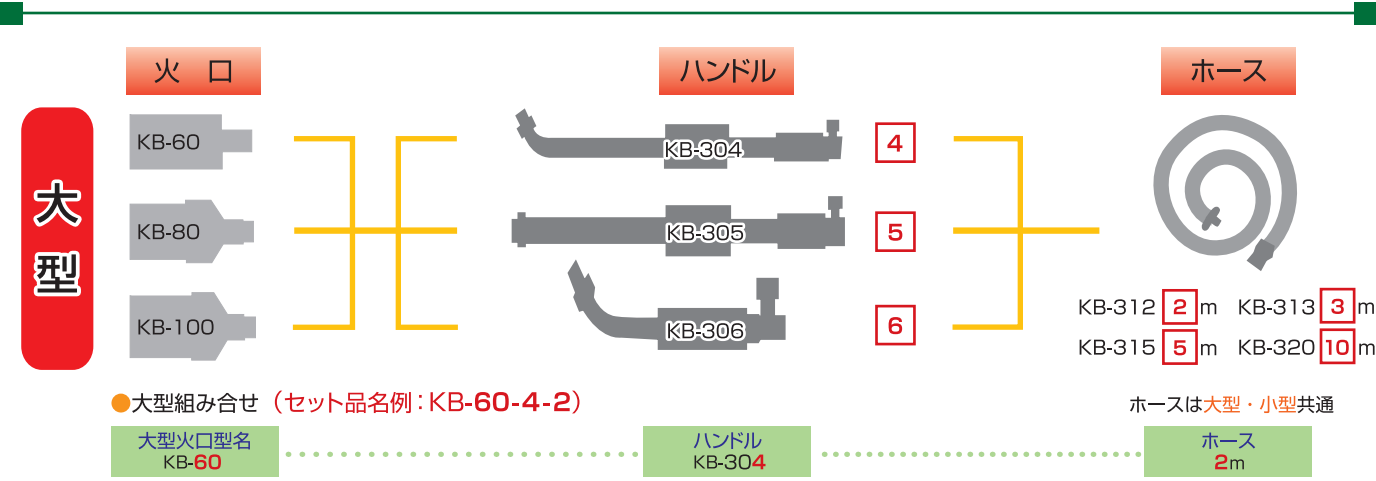 火 口
ハンドル
ホース
大型
KB-60
KB-304
4
KB-80
KB-305
5
KB-100
KB-306
6
KB-312 2 m KB-313 3 m
KB-315 5 m KB-320 10 m
●大型組み合せ（セット品名例：KB-60-4-2）
ホースは大型・小型共通
大型火口型名
KB-60
ハンドル
KB-304
ホース
2m